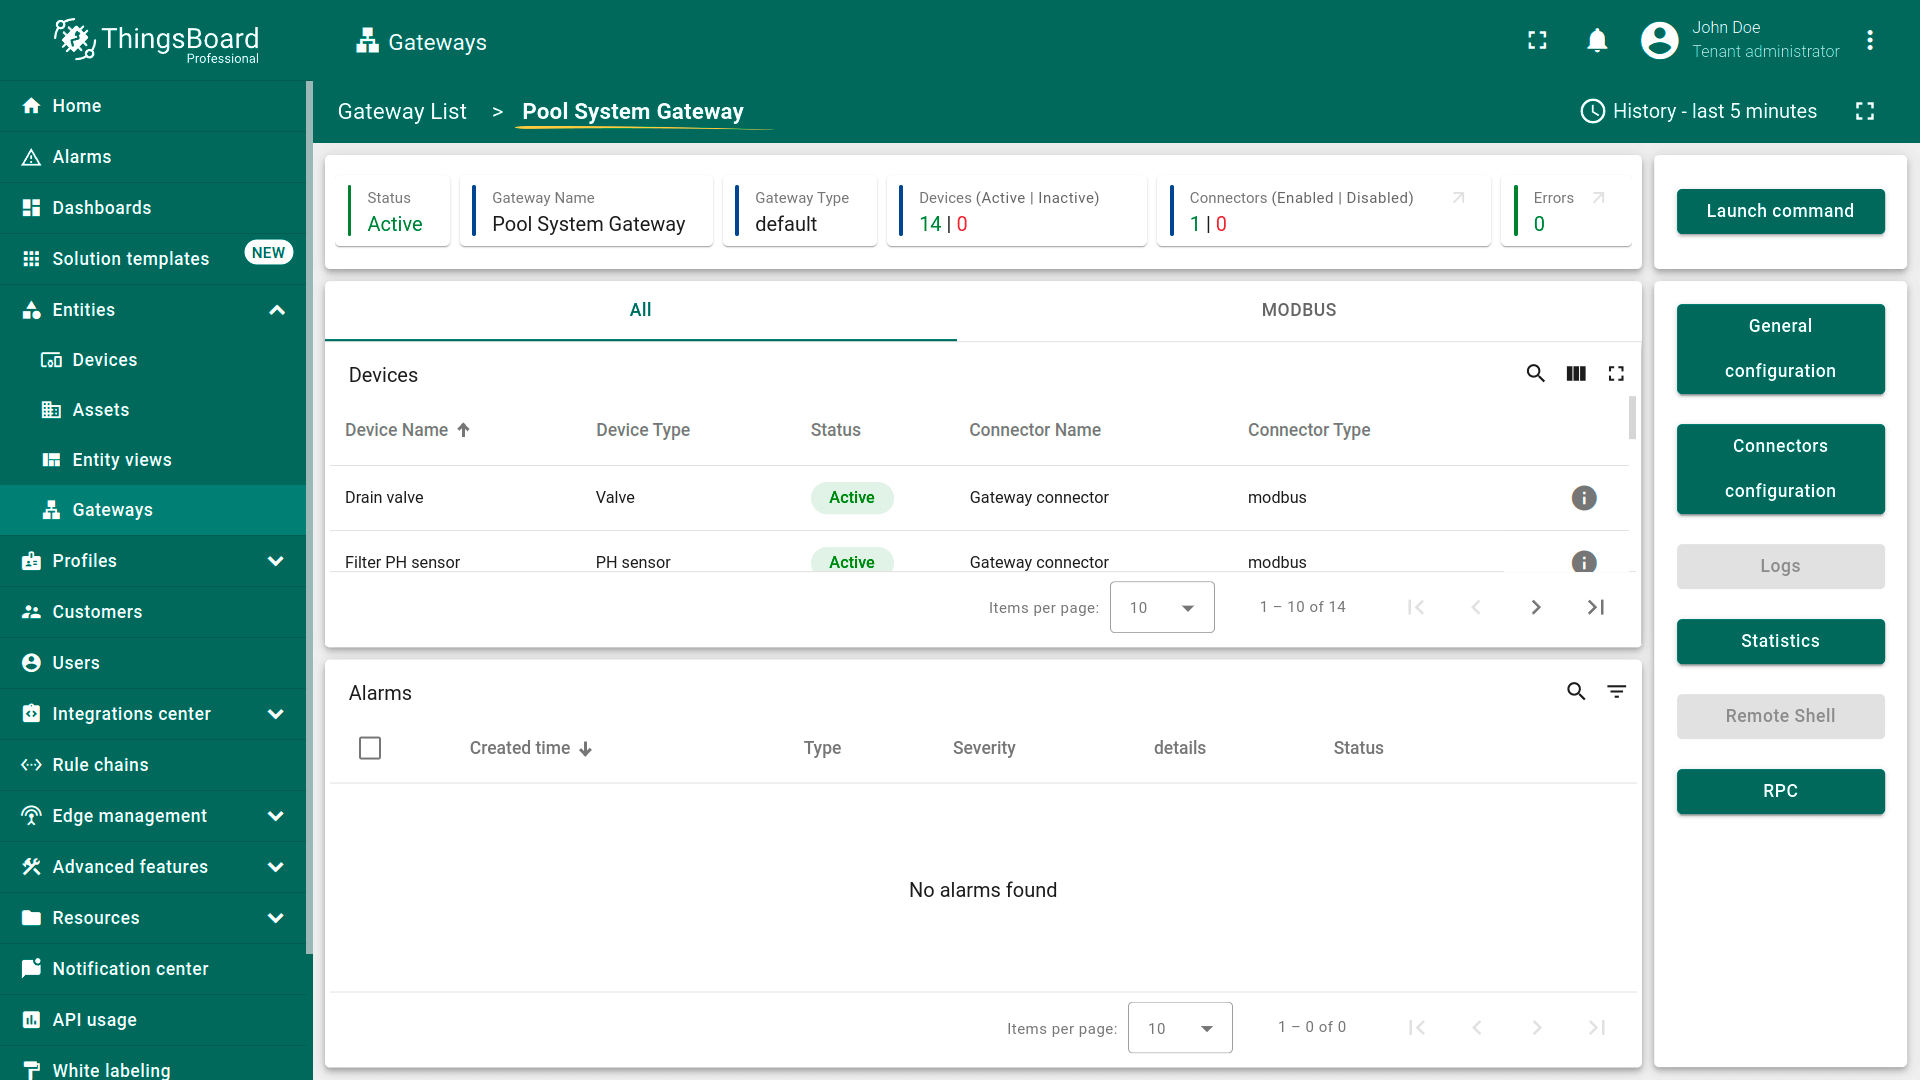 ThingsBoard
Professional
Gateways
John Doe
Tenant administrator
Gateway List > Pool System Gateway
History - last 5 minutes
Home
Alarms
Dashboards
Solution templates
NEW
Entities
Devices
Assets
Entity views
Gateways
Profiles
Customers
Users
Integrations center
Rule chains
Edge management
Advanced features
Resources
Notification center
API usage
White labeling
Status
Active
Gateway Name
Pool System Gateway
Gateway Type
default
Devices (Active | Inactive)
14 | 0
Connectors (Enabled | Disabled)
1 | 0
Errors
0
Launch command
All
MODBUS
Devices
Device Name Device Type Status Connector Name Connector Type
Drain valve Valve Active Gateway connector modbus
Filter PH sensor PH sensor Active Gateway connector modbus
Items per page: 10 1 – 10 of 14
Alarms
Created time Type Severity details Status
No alarms found
Items per page: 10 1 – 0 of 0
General
configuration
Connectors
configuration
Logs
Statistics
Remote Shell
RPC